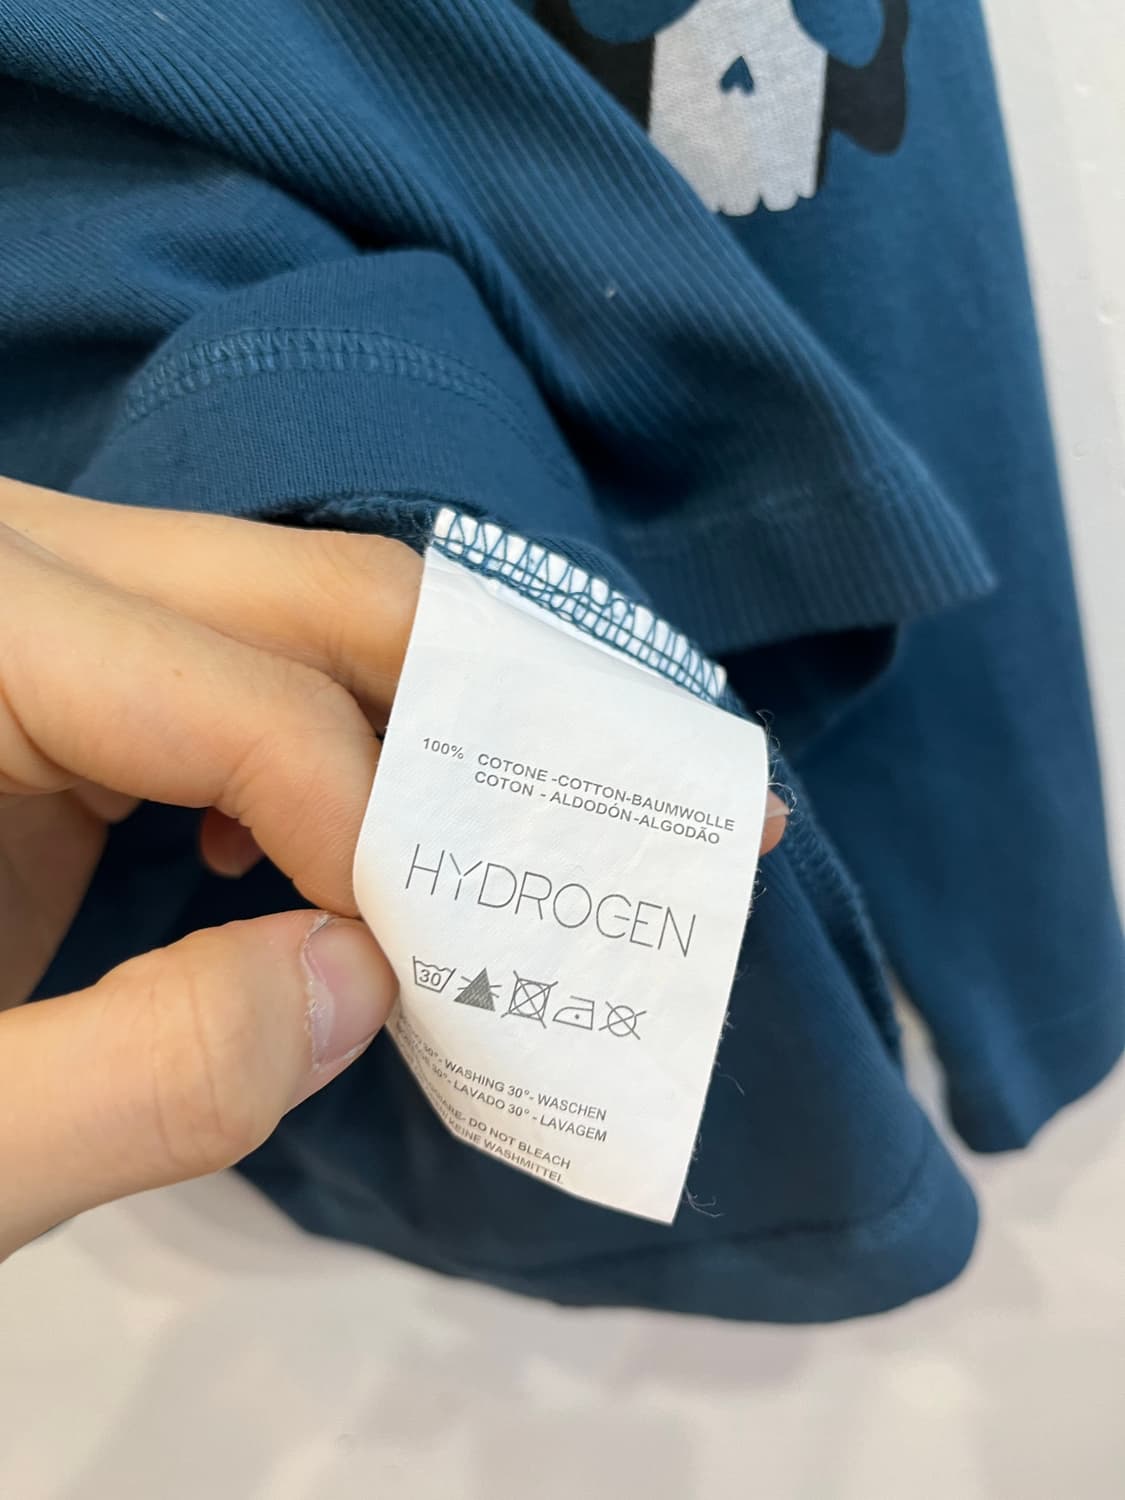 100% COTONE -COTTON-BAUMWOLLE
COTON - ALDODÓN-ALGODÃO
HYDROGEN
30
30°- WASHING 30°- WASCHEN
30°- LAVADO 30° - LAVAGEM
DO NOT BLEACH
KEINE WASHMITTEL